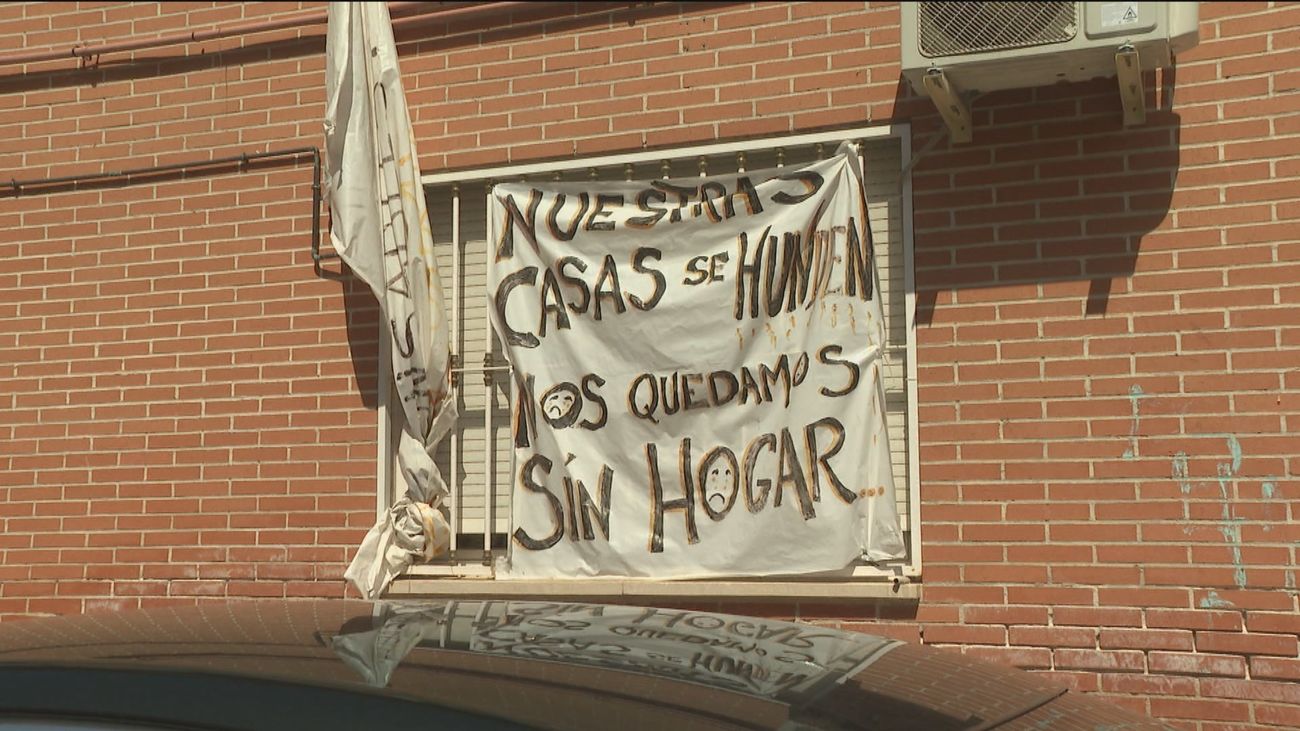 NUESTRAS
CASAS SE HUNDEN
NOS QUEDAMOS
SIN HOGAR...